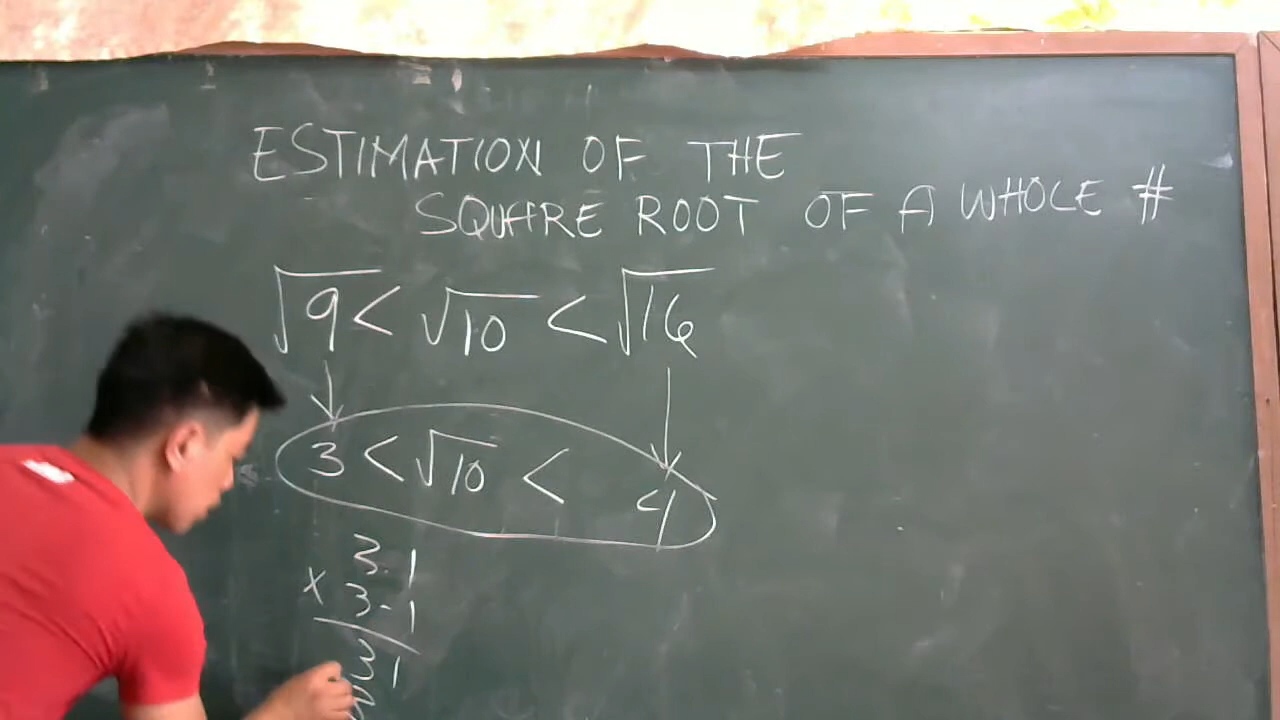 ESTIMATION OF THE
SQUARE ROOT OF A WHOLE #
√9 < √10 < √16
3 < √10 < 4
3.1
x 3.1
31